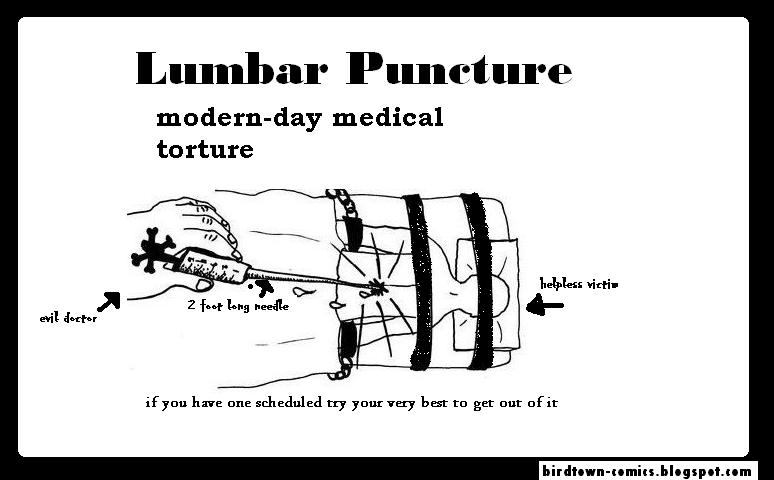 Lumbar Puncture
modern-day medical
torture
helpless victim
2 foot long needle
evil doctor
if you have one scheduled try your very best to get out of it
birdtown-comics.blogspot.com